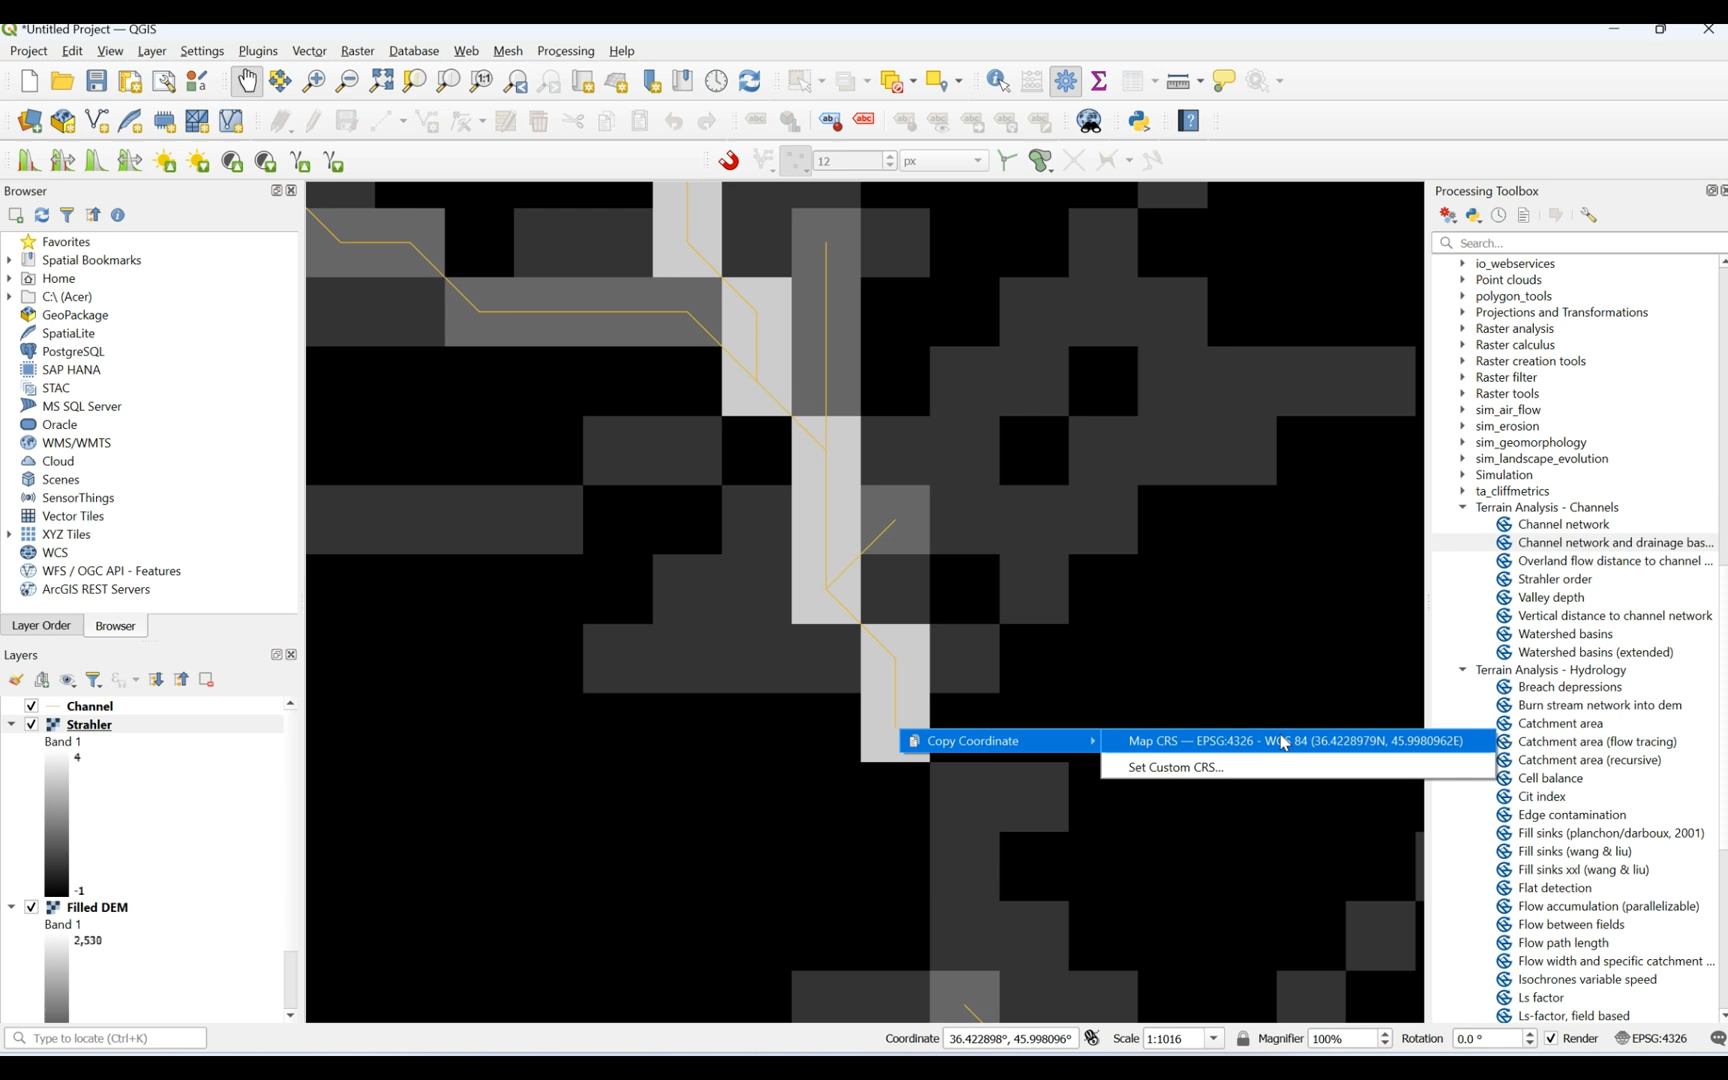 *Untitled Project — QGIS
Project Edit View Layer Settings Plugins Vector Raster Database Web Mesh Processing Help
12 px
Browser
Favorites
Spatial Bookmarks
Home
C:\ (Acer)
GeoPackage
SpatiaLite
PostgreSQL
SAP HANA
STAC
MS SQL Server
Oracle
WMS/WMTS
Cloud
Scenes
SensorThings
Vector Tiles
XYZ Tiles
WCS
WFS / OGC API - Features
ArcGIS REST Servers
Layer Order Browser
Layers
Channel
Strahler
Band 1
4
-1
Filled DEM
Band 1
2,530
Copy Coordinate
Map CRS — EPSG:4326 - WGS 84 (36.4228979N, 45.9980962E)
Set Custom CRS...
Processing Toolbox
Search...
io_webservices
Point clouds
polygon_tools
Projections and Transformations
Raster analysis
Raster calculus
Raster creation tools
Raster filter
Raster tools
sim_air_flow
sim_erosion
sim_geomorphology
sim_landscape_evolution
Simulation
ta_cliffmetrics
Terrain Analysis - Channels
Channel network
Channel network and drainage bas...
Overland flow distance to channel ...
Strahler order
Valley depth
Vertical distance to channel network
Watershed basins
Watershed basins (extended)
Terrain Analysis - Hydrology
Breach depressions
Burn stream network into dem
Catchment area
Catchment area (flow tracing)
Catchment area (recursive)
Cell balance
Cit index
Edge contamination
Fill sinks (planchon/darboux, 2001)
Fill sinks (wang & liu)
Fill sinks xxl (wang & liu)
Flat detection
Flow accumulation (parallelizable)
Flow between fields
Flow path length
Flow width and specific catchment ...
Isochrones variable speed
Ls factor
Ls-factor, field based
Type to locate (Ctrl+K) Coordinate 36.422898°, 45.998096° Scale 1:1016 Magnifier 100% Rotation 0.0 ° Render EPSG:4326